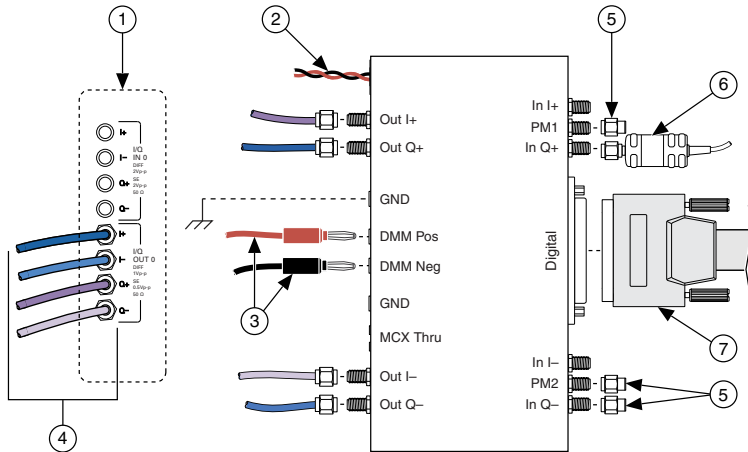 1
2
5
6
I+
I–
I/Q
IN 0
DIFF
2Vp-p
Q+
SE
2Vp-p
50 Ω
Q–
I+
I–
I/Q
OUT 0
DIFF
1Vp-p
Q+
SE
0.5Vp-p
50 Ω
Q–
4
3
Out I+
Out Q+
GND
DMM Pos
DMM Neg
GND
MCX Thru
Out I–
Out Q–
In I+
PM1
In Q+
Digital
In I–
PM2
In Q–
7
5